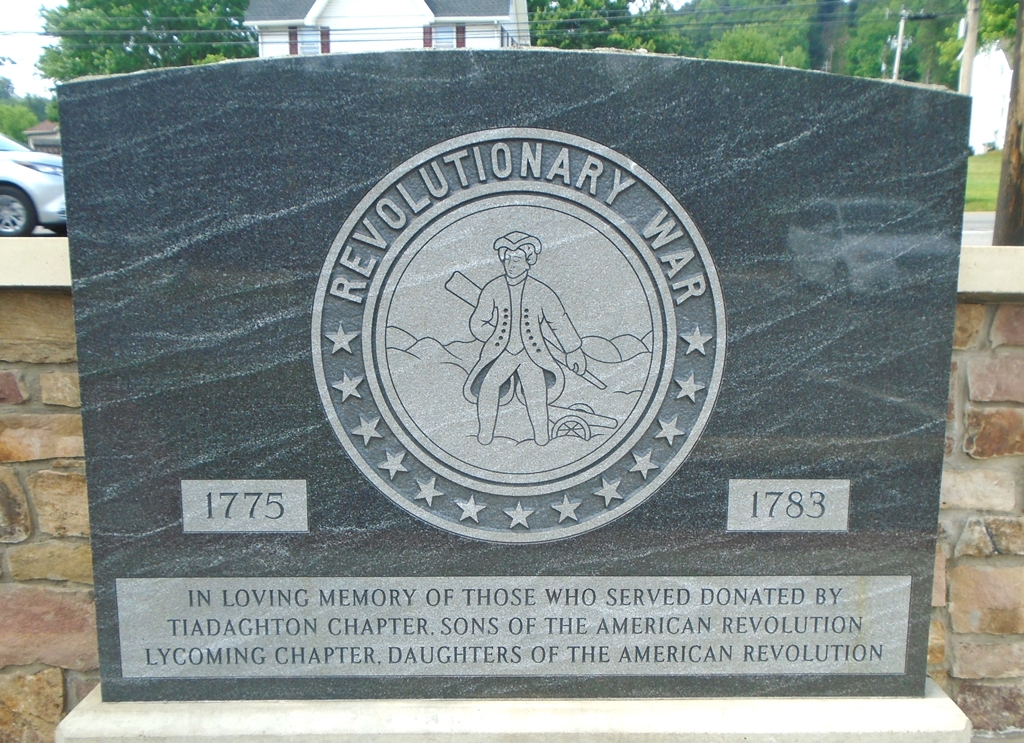 REVOLUTIONARY WAR
1775
1783
IN LOVING MEMORY OF THOSE WHO SERVED DONATED BY
TIADAGHTON CHAPTER, SONS OF THE AMERICAN REVOLUTION
LYCOMING CHAPTER, DAUGHTERS OF THE AMERICAN REVOLUTION